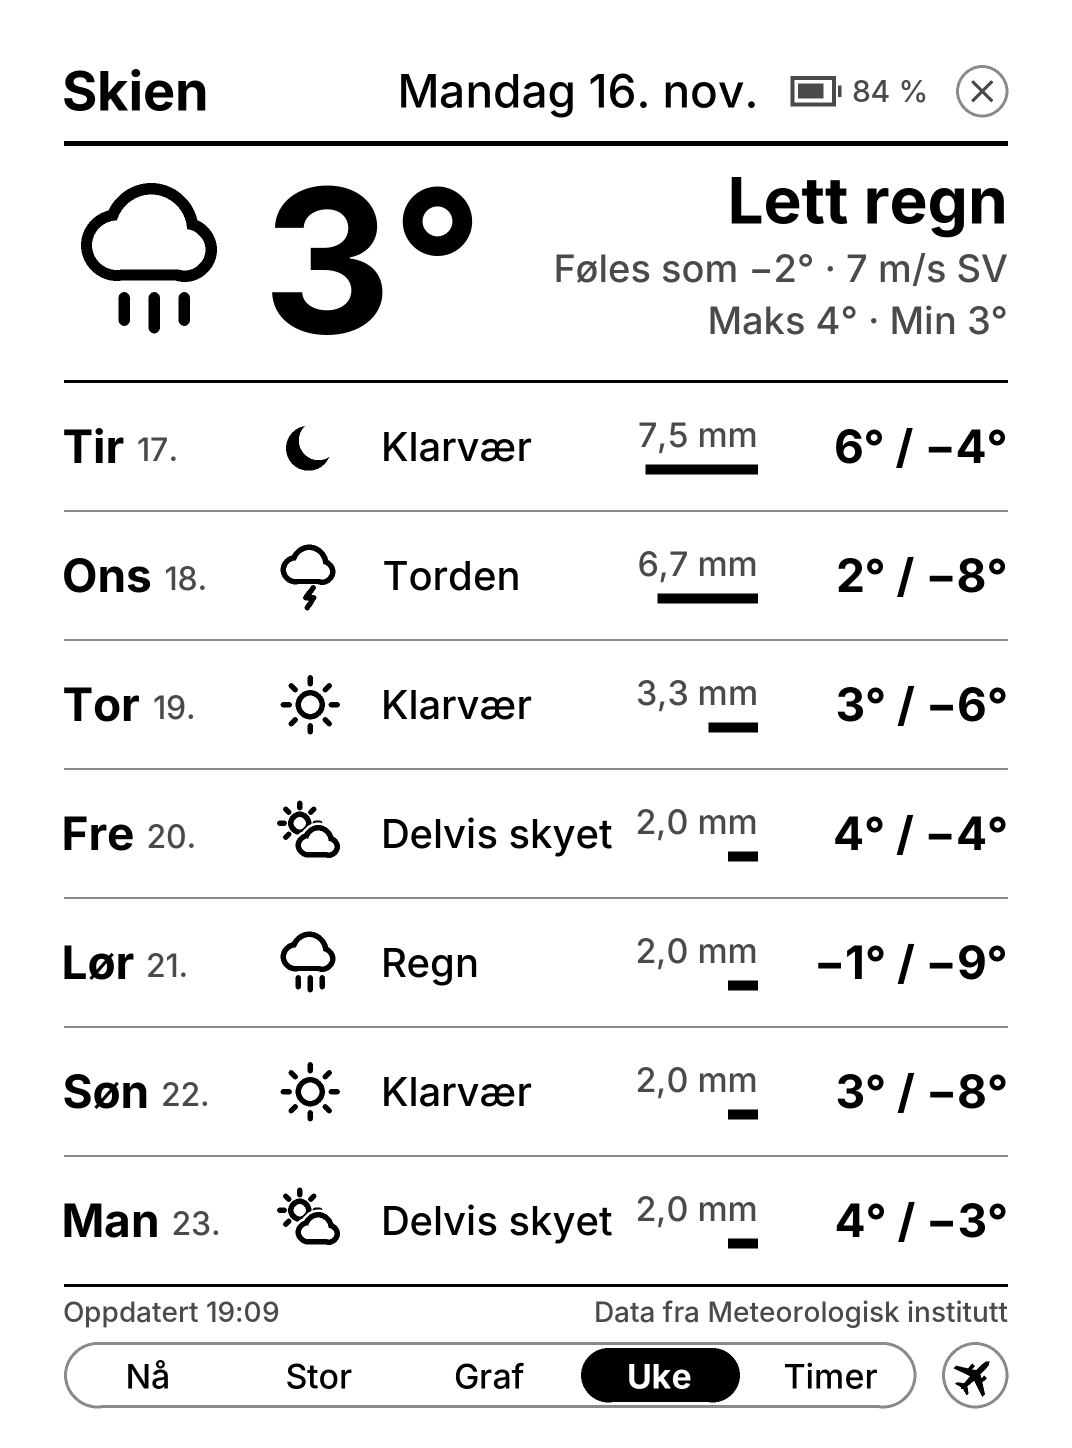 Skien Mandag 16. nov. 84 %
3° Lett regn
Føles som −2° · 7 m/s SV
Maks 4° · Min 3°
Tir 17. Klarvær 7,5 mm 6° / −4°
Ons 18. Torden 6,7 mm 2° / −8°
Tor 19. Klarvær 3,3 mm 3° / −6°
Fre 20. Delvis skyet 2,0 mm 4° / −4°
Lør 21. Regn 2,0 mm −1° / −9°
Søn 22. Klarvær 2,0 mm 3° / −8°
Man 23. Delvis skyet 2,0 mm 4° / −3°
Oppdatert 19:09 Data fra Meteorologisk institutt
Nå Stor Graf Uke Timer